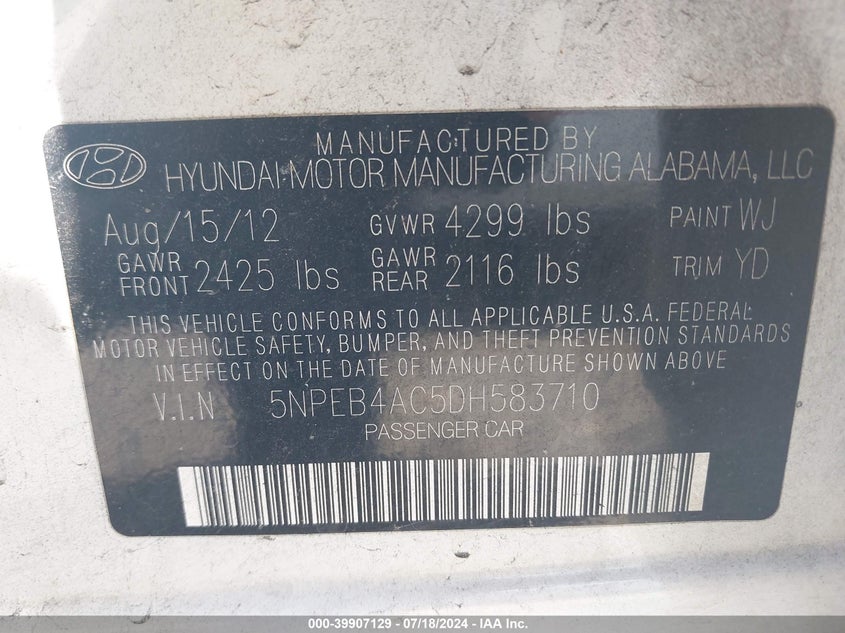 MANUFACTURED BY
HYUNDAI MOTOR MANUFACTURING ALABAMA, LLC
Aug/15/12 GVWR 4299 lbs PAINT WJ
GAWR FRONT 2425 lbs GAWR REAR 2116 lbs TRIM YD
THIS VEHICLE CONFORMS TO ALL APPLICABLE U.S.A. FEDERAL
MOTOR VEHICLE SAFETY, BUMPER, AND THEFT PREVENTION STANDARDS
IN EFFECT ON THE DATE OF MANUFACTURE SHOWN ABOVE
V.I.N 5NPEB4AC5DH583710
PASSENGER CAR
000-39907129 - 07/18/2024 - IAA Inc.